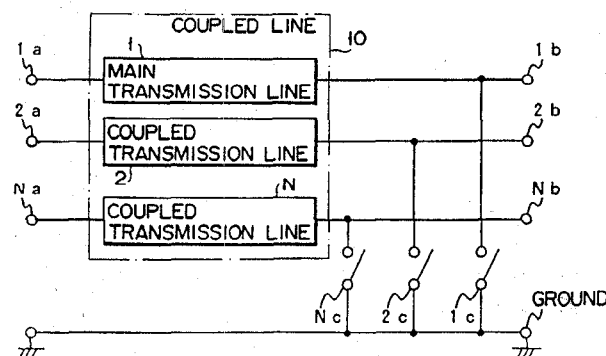 COUPLED LINE
10
1a
1
1b
MAIN
TRANSMISSION LINE
2a
2b
COUPLED
TRANSMISSION LINE
2
N
Na
Nb
COUPLED
TRANSMISSION LINE
Nc
2c
1c
GROUND